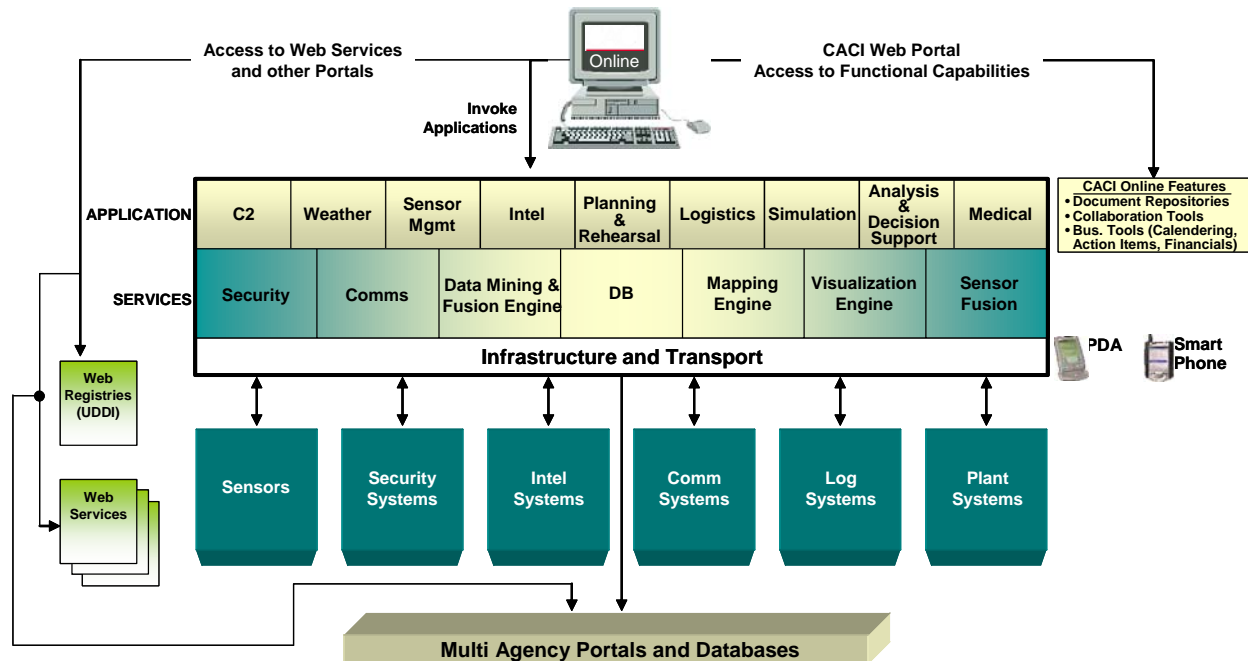 Access to Web Services
and other Portals
Online
CACI Web Portal
Access to Functional Capabilities
Invoke
Applications
APPLICATION
C2
Weather
Sensor
Mgmt
Intel
Planning
&
Rehearsal
Logistics
Simulation
Analysis
&
Decision
Support
Medical
CACI Online Features
• Document Repositories
• Collaboration Tools
• Bus. Tools (Calendering,
Action Items, Financials)
SERVICES
Security
Comms
Data Mining &
Fusion Engine
DB
Mapping
Engine
Visualization
Engine
Sensor
Fusion
Infrastructure and Transport
PDA
Smart
Phone
Web
Registries
(UDDI)
Web
Services
Sensors
Security
Systems
Intel
Systems
Comm
Systems
Log
Systems
Plant
Systems
Multi Agency Portals and Databases